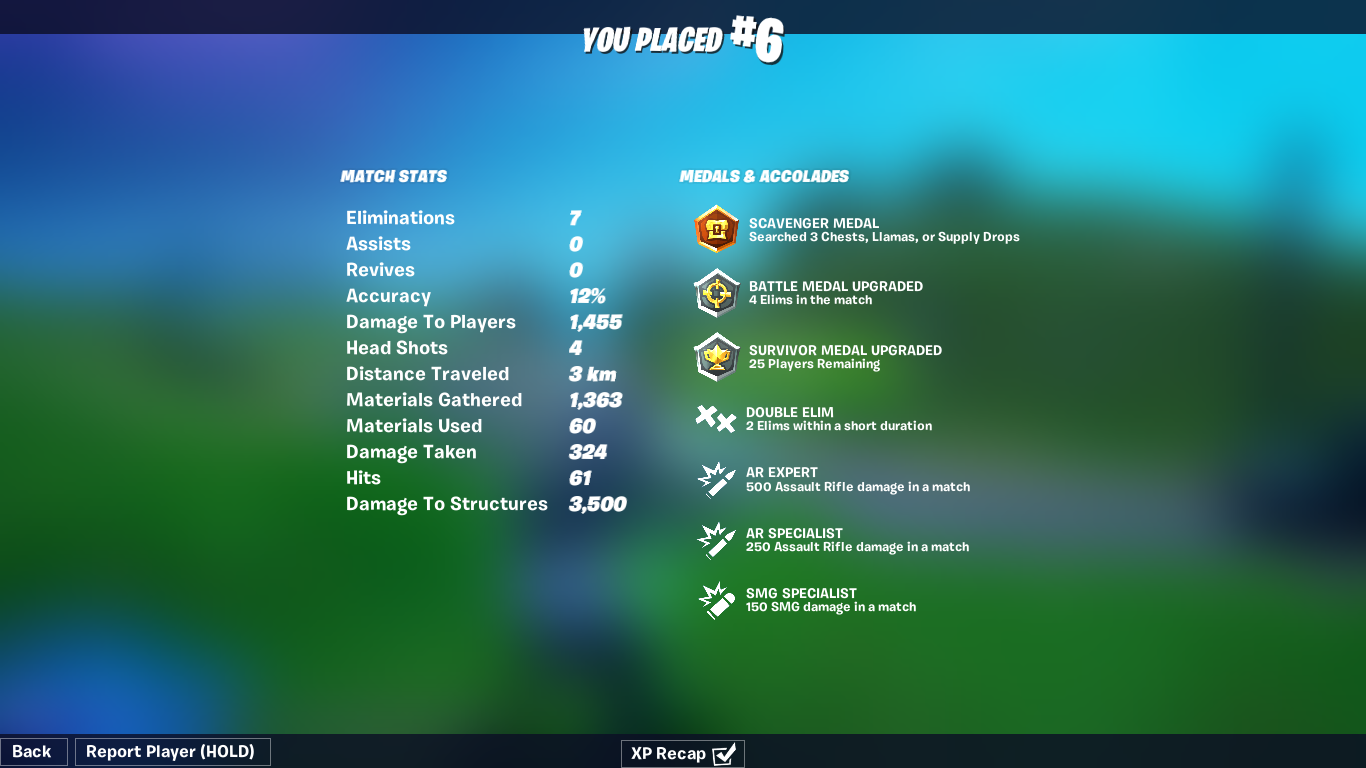 YOU PLACED #6
MATCH STATS
Eliminations 7
Assists 0
Revives 0
Accuracy 12%
Damage To Players 1,455
Head Shots 4
Distance Traveled 3 km
Materials Gathered 1,363
Materials Used 60
Damage Taken 324
Hits 61
Damage To Structures 3,500
MEDALS & ACCOLADES
SCAVENGER MEDAL
Searched 3 Chests, Llamas, or Supply Drops
BATTLE MEDAL UPGRADED
4 Elims in the match
SURVIVOR MEDAL UPGRADED
25 Players Remaining
DOUBLE ELIM
2 Elims within a short duration
AR EXPERT
500 Assault Rifle damage in a match
AR SPECIALIST
250 Assault Rifle damage in a match
SMG SPECIALIST
150 SMG damage in a match
Back
Report Player (HOLD)
XP Recap